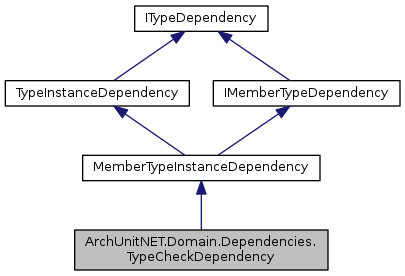 ITypeDependency
TypeInstanceDependency
IMemberTypeDependency
MemberTypeInstanceDependency
ArchUnitNET.Domain.Dependencies.
TypeCheckDependency